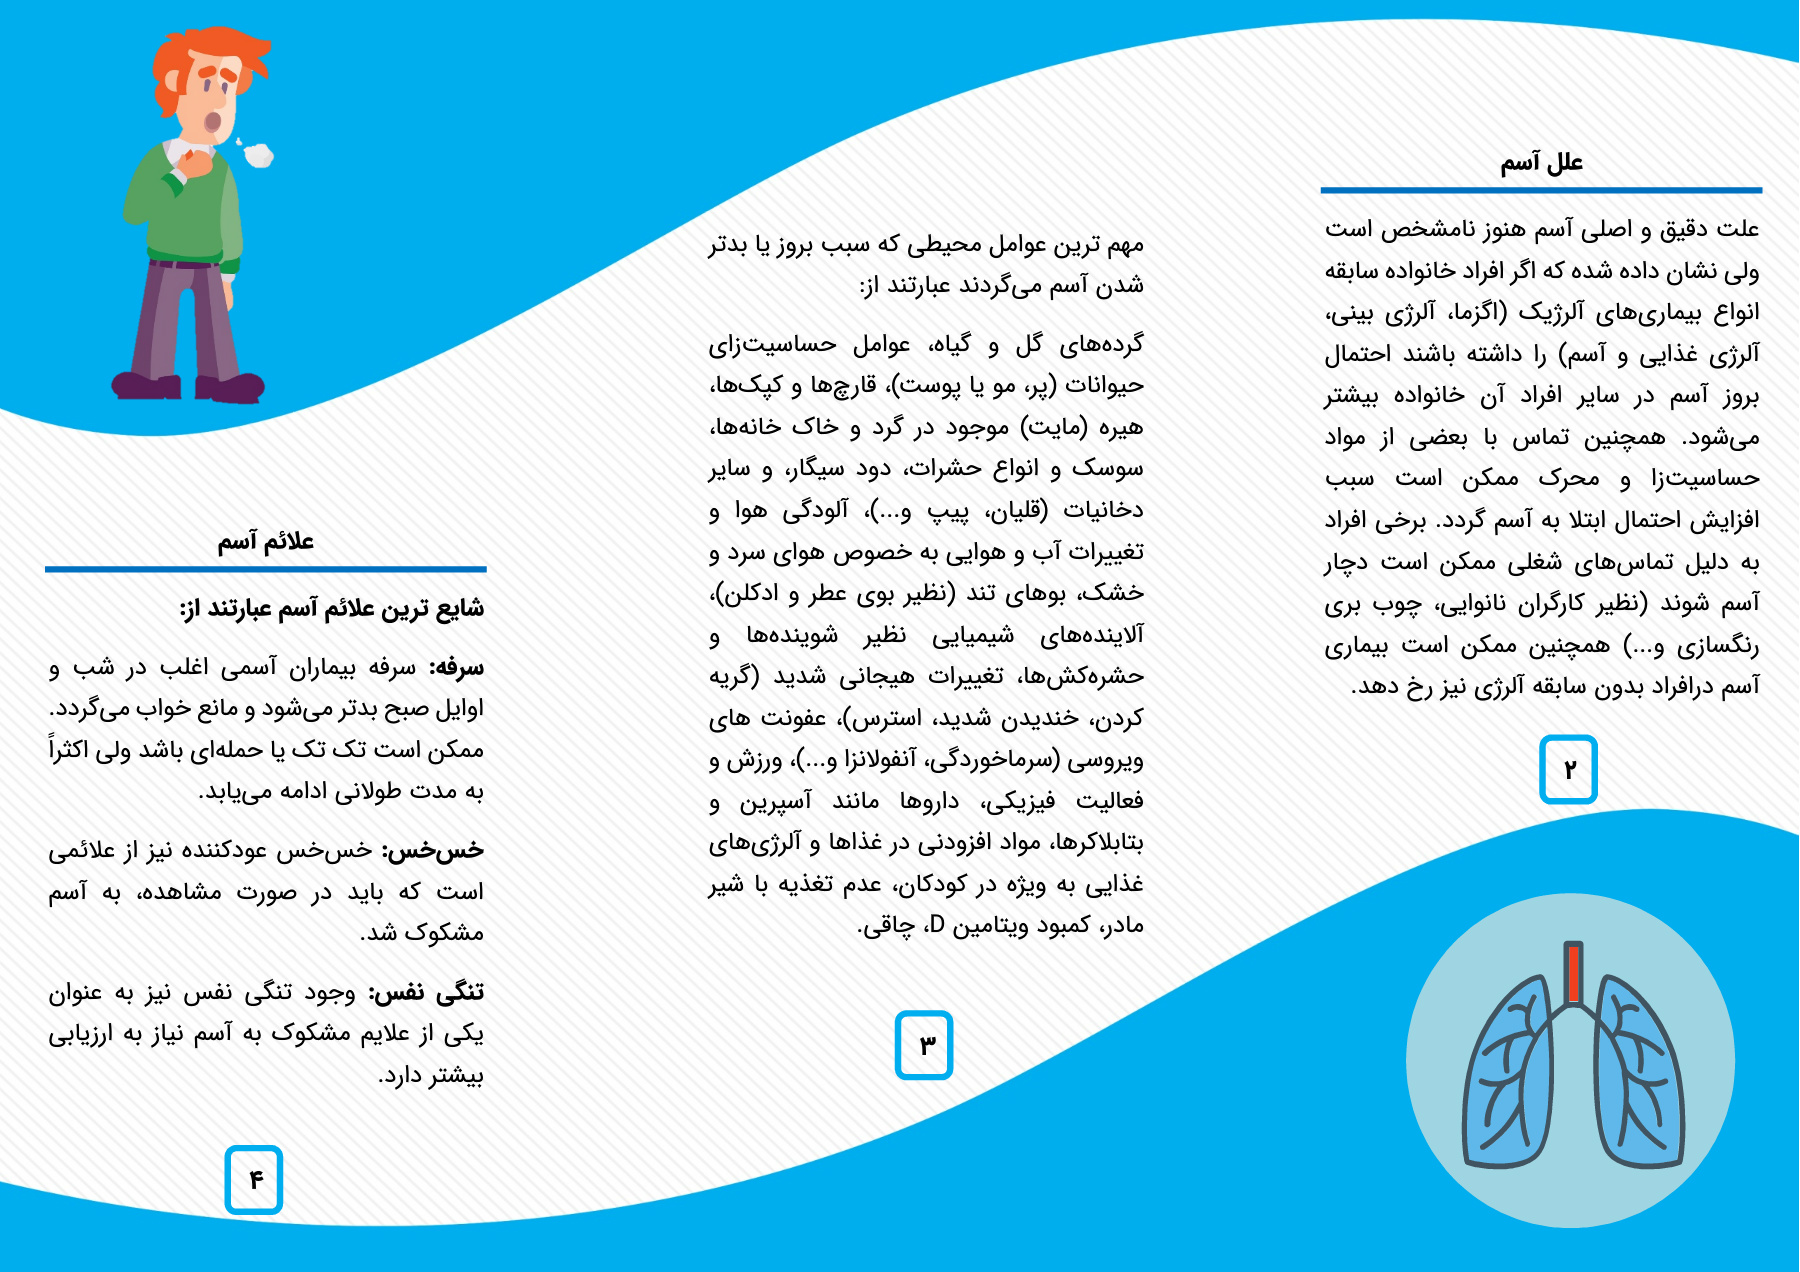 علل آسم
علت دقیق و اصلی آسم هنوز نامشخص است
ولی نشان داده شده که اگر افراد خانواده سابقه
انواع بیماری‌های آلرژیک (اگزما، آلرژی بینی،
آلرژی غذایی و آسم) را داشته باشند احتمال
بروز آسم در سایر افراد آن خانواده بیشتر
می‌شود. همچنین تماس با بعضی از مواد
حساسیت‌زا و محرک ممکن است سبب
افزایش احتمال ابتلا به آسم گردد. برخی افراد
به دلیل تماس‌های شغلی ممکن است دچار
آسم شوند (نظیر کارگران نانوایی، چوب بری
رنگسازی و...) همچنین ممکن است بیماری
آسم درافراد بدون سابقه آلرژی نیز رخ دهد.
۲
مهم ترین عوامل محیطی که سبب بروز یا بدتر
شدن آسم می‌گردند عبارتند از:
گرده‌های گل و گیاه، عوامل حساسیت‌زای
حیوانات (پر، مو یا پوست)، قارچ‌ها و کپک‌ها،
هیره (مایت) موجود در گرد و خاک خانه‌ها،
سوسک و انواع حشرات، دود سیگار، و سایر
دخانیات (قلیان، پیپ و...)، آلودگی هوا و
تغییرات آب و هوایی به خصوص هوای سرد و
خشک، بوهای تند (نظیر بوی عطر و ادکلن)،
آلاینده‌های شیمیایی نظیر شوینده‌ها و
حشره‌کش‌ها، تغییرات هیجانی شدید (گریه
کردن، خندیدن شدید، استرس)، عفونت های
ویروسی (سرماخوردگی، آنفولانزا و...)، ورزش و
فعالیت فیزیکی، داروها مانند آسپرین و
بتابلاکرها، مواد افزودنی در غذاها و آلرژی‌های
غذایی به ویژه در کودکان، عدم تغذیه با شیر
مادر، کمبود ویتامین D، چاقی.
۳
علائم آسم
شایع ترین علائم آسم عبارتند از:
سرفه: سرفه بیماران آسمی اغلب در شب و
اوایل صبح بدتر می‌شود و مانع خواب می‌گردد.
ممکن است تک تک یا حمله‌ای باشد ولی اکثراً
به مدت طولانی ادامه می‌یابد.
خس‌خس: خس‌خس عودکننده نیز از علائمی
است که باید در صورت مشاهده، به آسم
مشکوک شد.
تنگی نفس: وجود تنگی نفس نیز به عنوان
یکی از علایم مشکوک به آسم نیاز به ارزیابی
بیشتر دارد.
۴